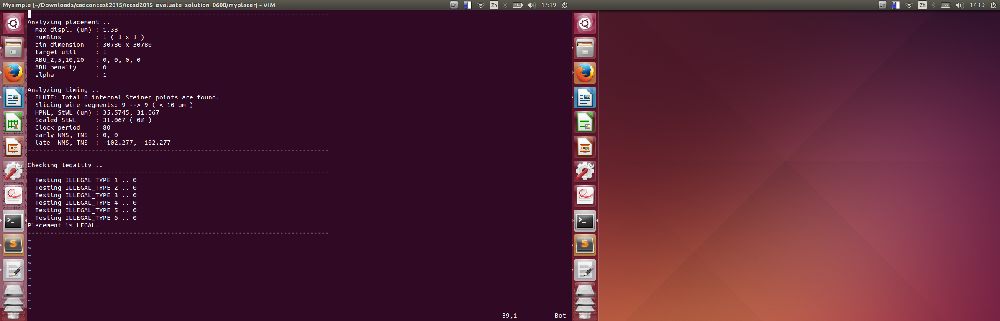 Mysimple (~/Downloads/cadcontest2015/iccad2015_evaluate_solution_0608/myplacer) - VIM
En
Zh
17:19
En
Zh
17:19
--------------------------------------------------------------------------------
Analyzing placement ..
max displ. (um) : 1.33
numBins : 1 ( 1 x 1 )
bin dimension : 30780 x 30780
target util : 1
ABU_2,5,10,20 : 0, 0, 0, 0
ABU penalty : 0
alpha : 1
Analyzing timing ..
FLUTE: Total 0 internal Steiner points are found.
Slicing wire segments: 9 --> 9 ( < 10 um )
HPWL, StWL (um) : 35.5745, 31.067
Scaled StWL : 31.067 ( 0% )
Clock period : 80
early WNS, TNS : 0, 0
late WNS, TNS : -102.277, -102.277
--------------------------------------------------------------------------------
Checking legality ..
--------------------------------------------------------------------------------
Testing ILLEGAL_TYPE 1 .. 0
Testing ILLEGAL_TYPE 2 .. 0
Testing ILLEGAL_TYPE 3 .. 0
Testing ILLEGAL_TYPE 4 .. 0
Testing ILLEGAL_TYPE 5 .. 0
Testing ILLEGAL_TYPE 6 .. 0
Placement is LEGAL.
--------------------------------------------------------------------------------
~
~
~
~
~
~
~
~
~
~
39,1 Bot